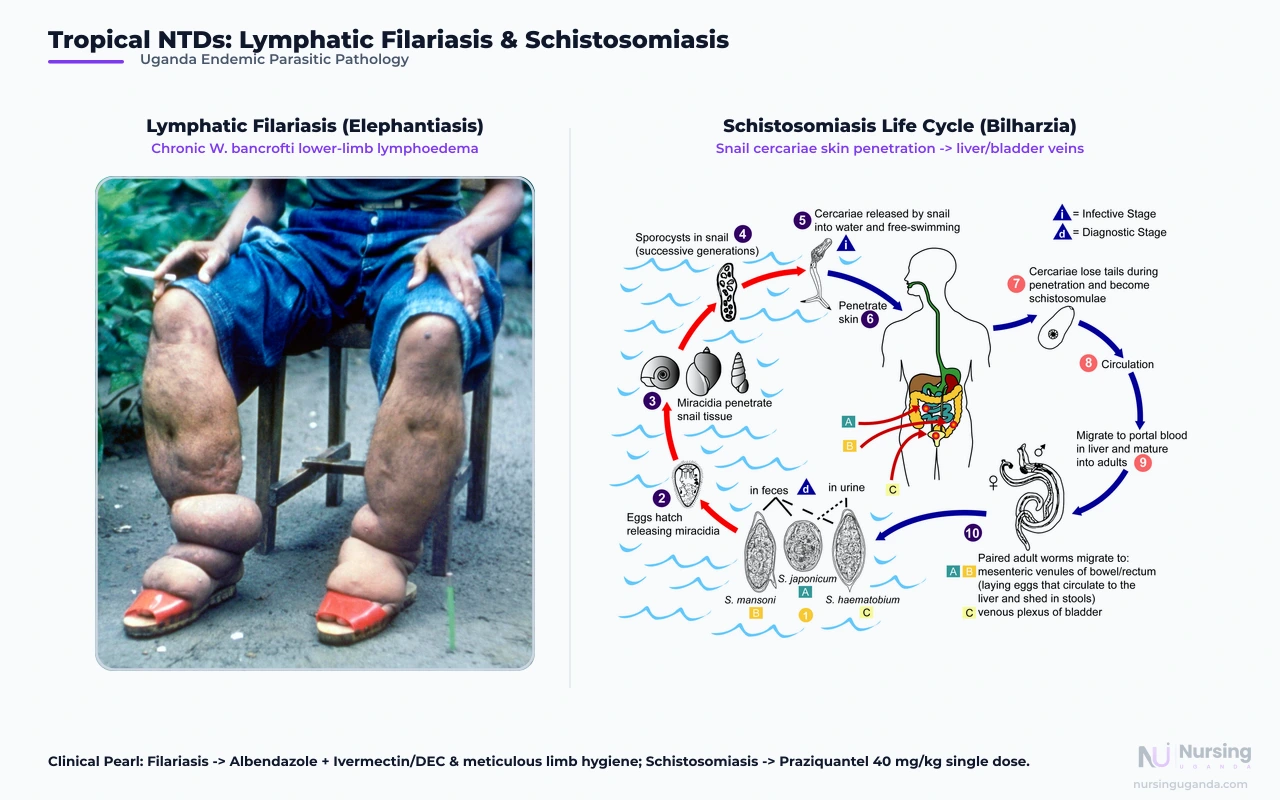 Tropical NTDs: Lymphatic Filariasis & Schistosomiasis
Uganda Endemic Parasitic Pathology
Lymphatic Filariasis (Elephantiasis)
Chronic W. bancrofti lower-limb lymphoedema
Schistosomiasis Life Cycle (Bilharzia)
Snail cercariae skin penetration -> liver/bladder veins
5 Cercariae released by snail
into water and free-swimming
i
i = Infective Stage
d = Diagnostic Stage
Sporocysts in snail 4
(successive generations)
7 Cercariae lose tails during
penetration and become
schistosomulae
Penetrate
skin 6
8 Circulation
3 Miracidia penetrate
snail tissue
A
B
C
Migrate to portal blood
in liver and mature
into adults 9
♂
♀
2
Eggs hatch
releasing miracidia
in feces d in urine
10
Paired adult worms migrate to:
A B mesenteric venules of bowel/rectum
(laying eggs that circulate to the
liver and shed in stools)
C venous plexus of bladder
S. japonicum
A
S. mansoni
B
1
S. haematobium
C
Clinical Pearl: Filariasis -> Albendazole + Ivermectin/DEC & meticulous limb hygiene; Schistosomiasis -> Praziquantel 40 mg/kg single dose.
NU Nursing
UGANDA
nursinguganda.com